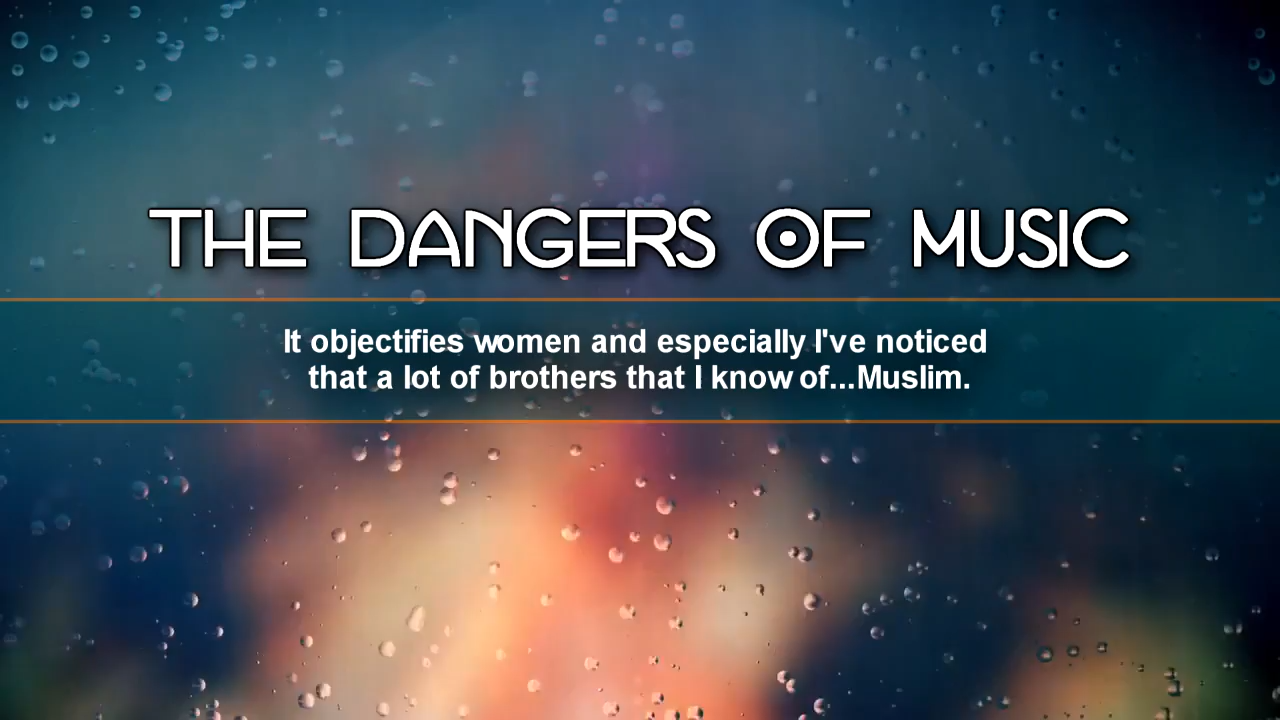 THE DANGERS OF MUSIC
It objectifies women and especially I've noticed
that a lot of brothers that I know of...Muslim.